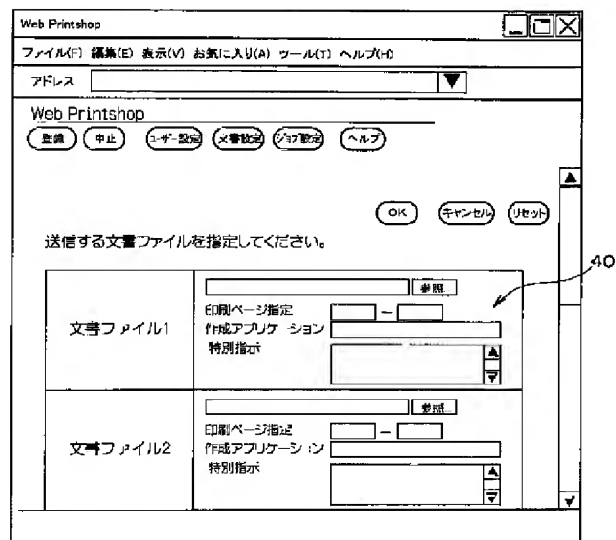 Web Printshop
ファイル(F) 編集(E) 表示(V) お気に入り(A) ツール(T) ヘルプ(H)
アドレス
Web Printshop
登録 中止 ユーザー設定 文書設定 ジョブ設定 ヘルプ
OK キャンセル リセット
送信する文書ファイルを指定してください。
40
参照...
文書ファイル1
印刷ページ指定 –
作成アプリケーション
特別指示
参照...
文書ファイル2
印刷ページ指定 –
作成アプリケーション
特別指示